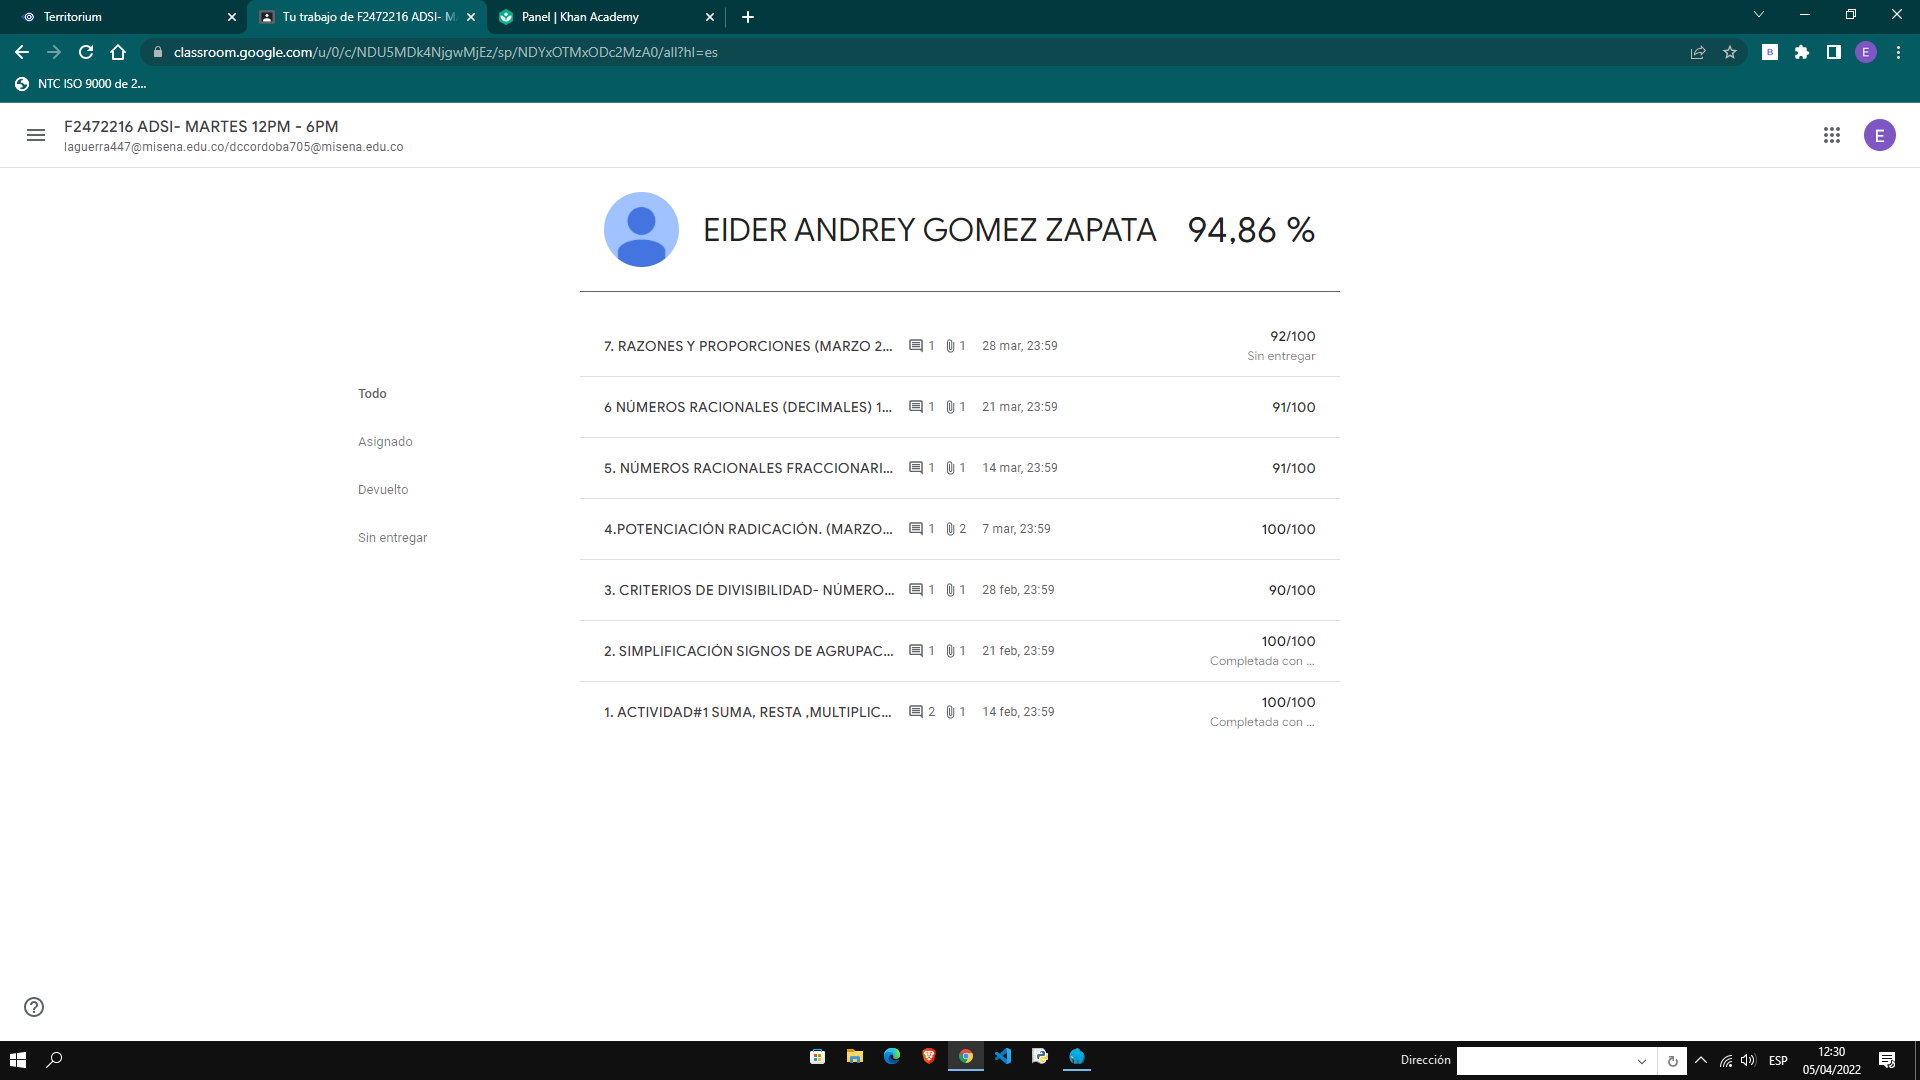 Territorium
Tu trabajo de F2472216 ADSI- M
Panel | Khan Academy
classroom.google.com/u/0/c/NDU5MDk4NjgwMjEz/sp/NDYxOTMxODc2MzA0/all?hl=es
B
E
NTC ISO 9000 de 2...
F2472216 ADSI- MARTES 12PM - 6PM
laguerra447@misena.edu.co/dccordoba705@misena.edu.co
E
EIDER ANDREY GOMEZ ZAPATA 94,86 %
Todo
Asignado
Devuelto
Sin entregar
7. RAZONES Y PROPORCIONES (MARZO 2... 1 1 28 mar, 23:59 92/100
Sin entregar
6 NÚMEROS RACIONALES (DECIMALES) 1... 1 1 21 mar, 23:59 91/100
5. NÚMEROS RACIONALES FRACCIONARI... 1 1 14 mar, 23:59 91/100
4.POTENCIACIÓN RADICACIÓN. (MARZO... 1 2 7 mar, 23:59 100/100
3. CRITERIOS DE DIVISIBILIDAD- NÚMERO... 1 1 28 feb, 23:59 90/100
2. SIMPLIFICACIÓN SIGNOS DE AGRUPAC... 1 1 21 feb, 23:59 100/100
Completada con ...
1. ACTIVIDAD#1 SUMA, RESTA ,MULTIPLIC... 2 1 14 feb, 23:59 100/100
Completada con ...
Dirección
ESP
12:30
05/04/2022